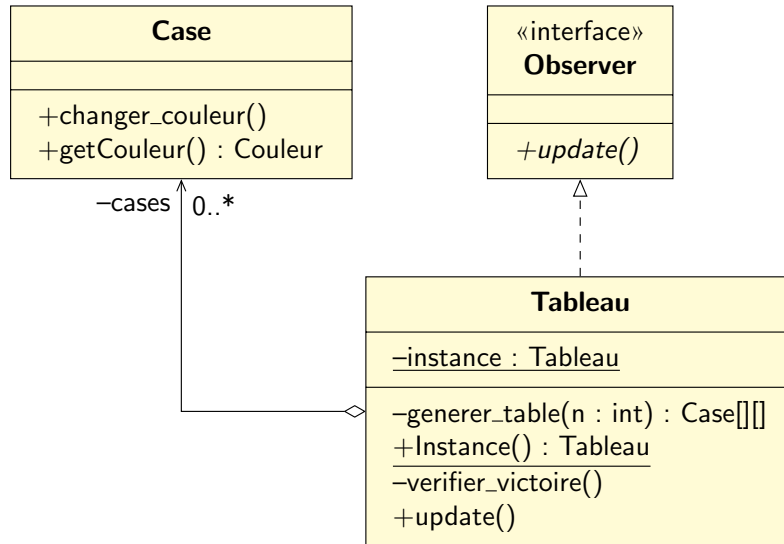 Case
+changer_couleur()
+getCouleur() : Couleur
«interface»
Observer
+update()
–cases
0..*
Tableau
–instance : Tableau
–generer_table(n : int) : Case[][]
+Instance() : Tableau
–verifier_victoire()
+update()